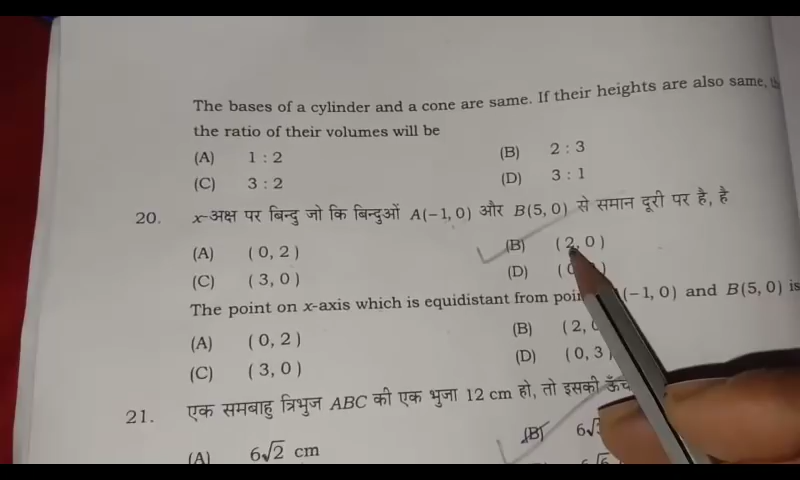 The bases of a cylinder and a cone are same. If their heights are also same,
the ratio of their volumes will be
(A) 1 : 2 (B) 2 : 3
(C) 3 : 2 (D) 3 : 1
20. x-अक्ष पर बिन्दु जो कि बिन्दुओं A(−1, 0) और B(5, 0) से समान दूरी पर है, है
(A) ( 0, 2 ) (B) ( 2, 0 )
(C) ( 3, 0 ) (D)
The point on x-axis which is equidistant from (−1, 0) and B(5, 0) is
(A) ( 0, 2 ) (B) ( 2,
(C) ( 3, 0 ) (D) ( 0, 3
21. एक समबाहु त्रिभुज ABC की एक भुजा 12 cm हो, तो इसकी
(A) 6√2 cm (B)